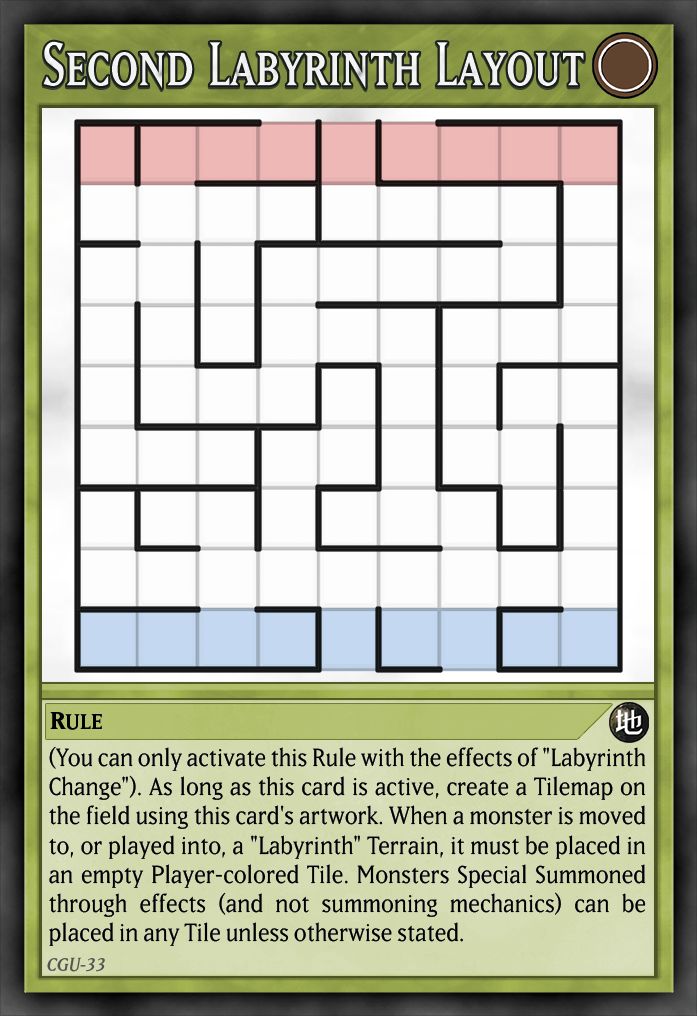 Second Labyrinth Layout
Rule
(You can only activate this Rule with the effects of "Labyrinth
Change"). As long as this card is active, create a Tilemap on
the field using this card's artwork. When a monster is moved
to, or played into, a "Labyrinth" Terrain, it must be placed in
an empty Player-colored Tile. Monsters Special Summoned
through effects (and not summoning mechanics) can be
placed in any Tile unless otherwise stated.
CGU-33